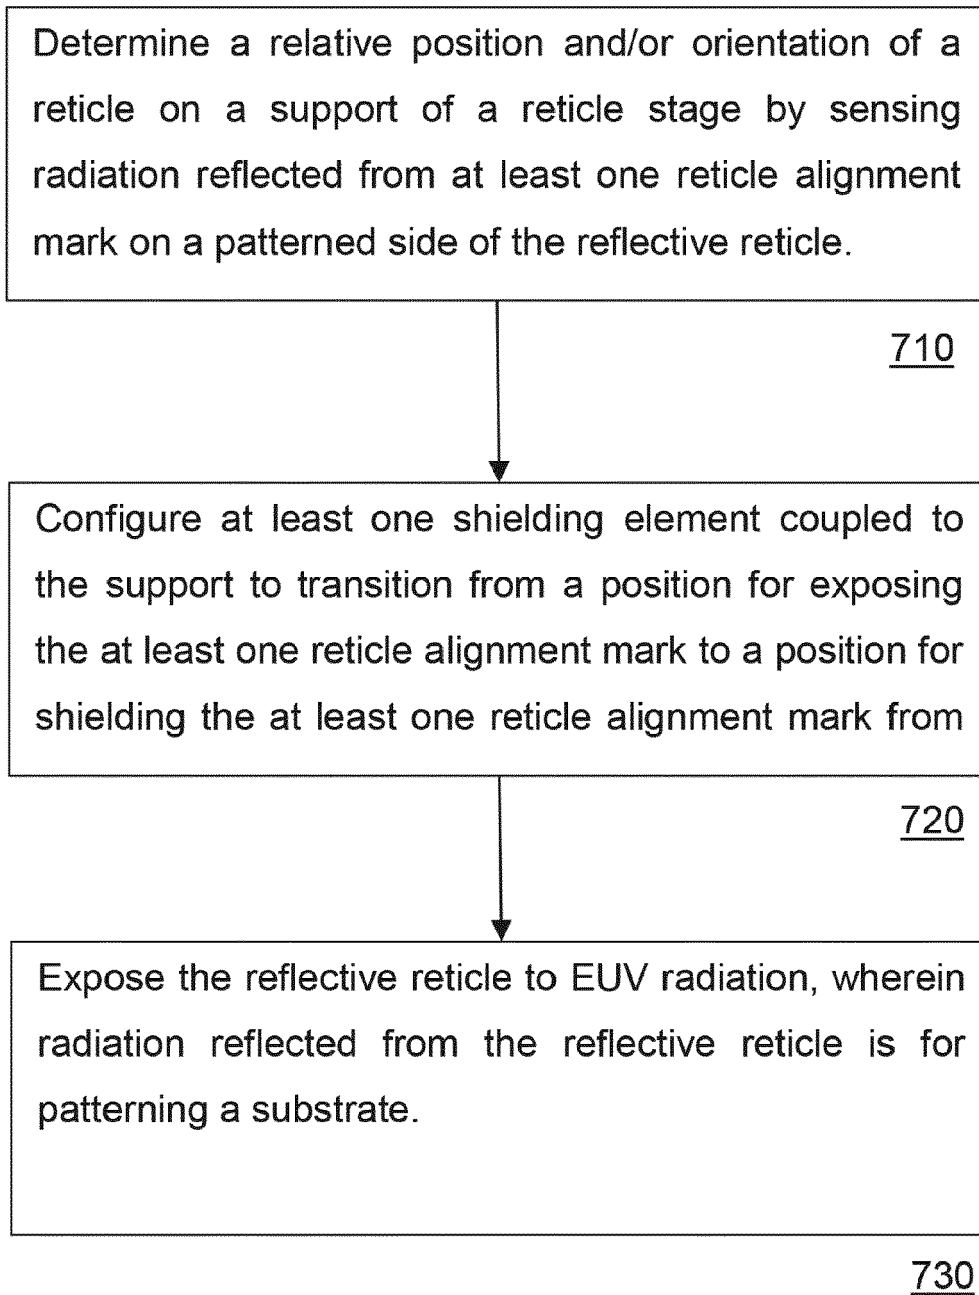 Determine a relative position and/or orientation of a
reticle on a support of a reticle stage by sensing
radiation reflected from at least one reticle alignment
mark on a patterned side of the reflective reticle.
710
Configure at least one shielding element coupled to
the support to transition from a position for exposing
the at least one reticle alignment mark to a position for
shielding the at least one reticle alignment mark from
720
Expose the reflective reticle to EUV radiation, wherein
radiation reflected from the reflective reticle is for
patterning a substrate.
730